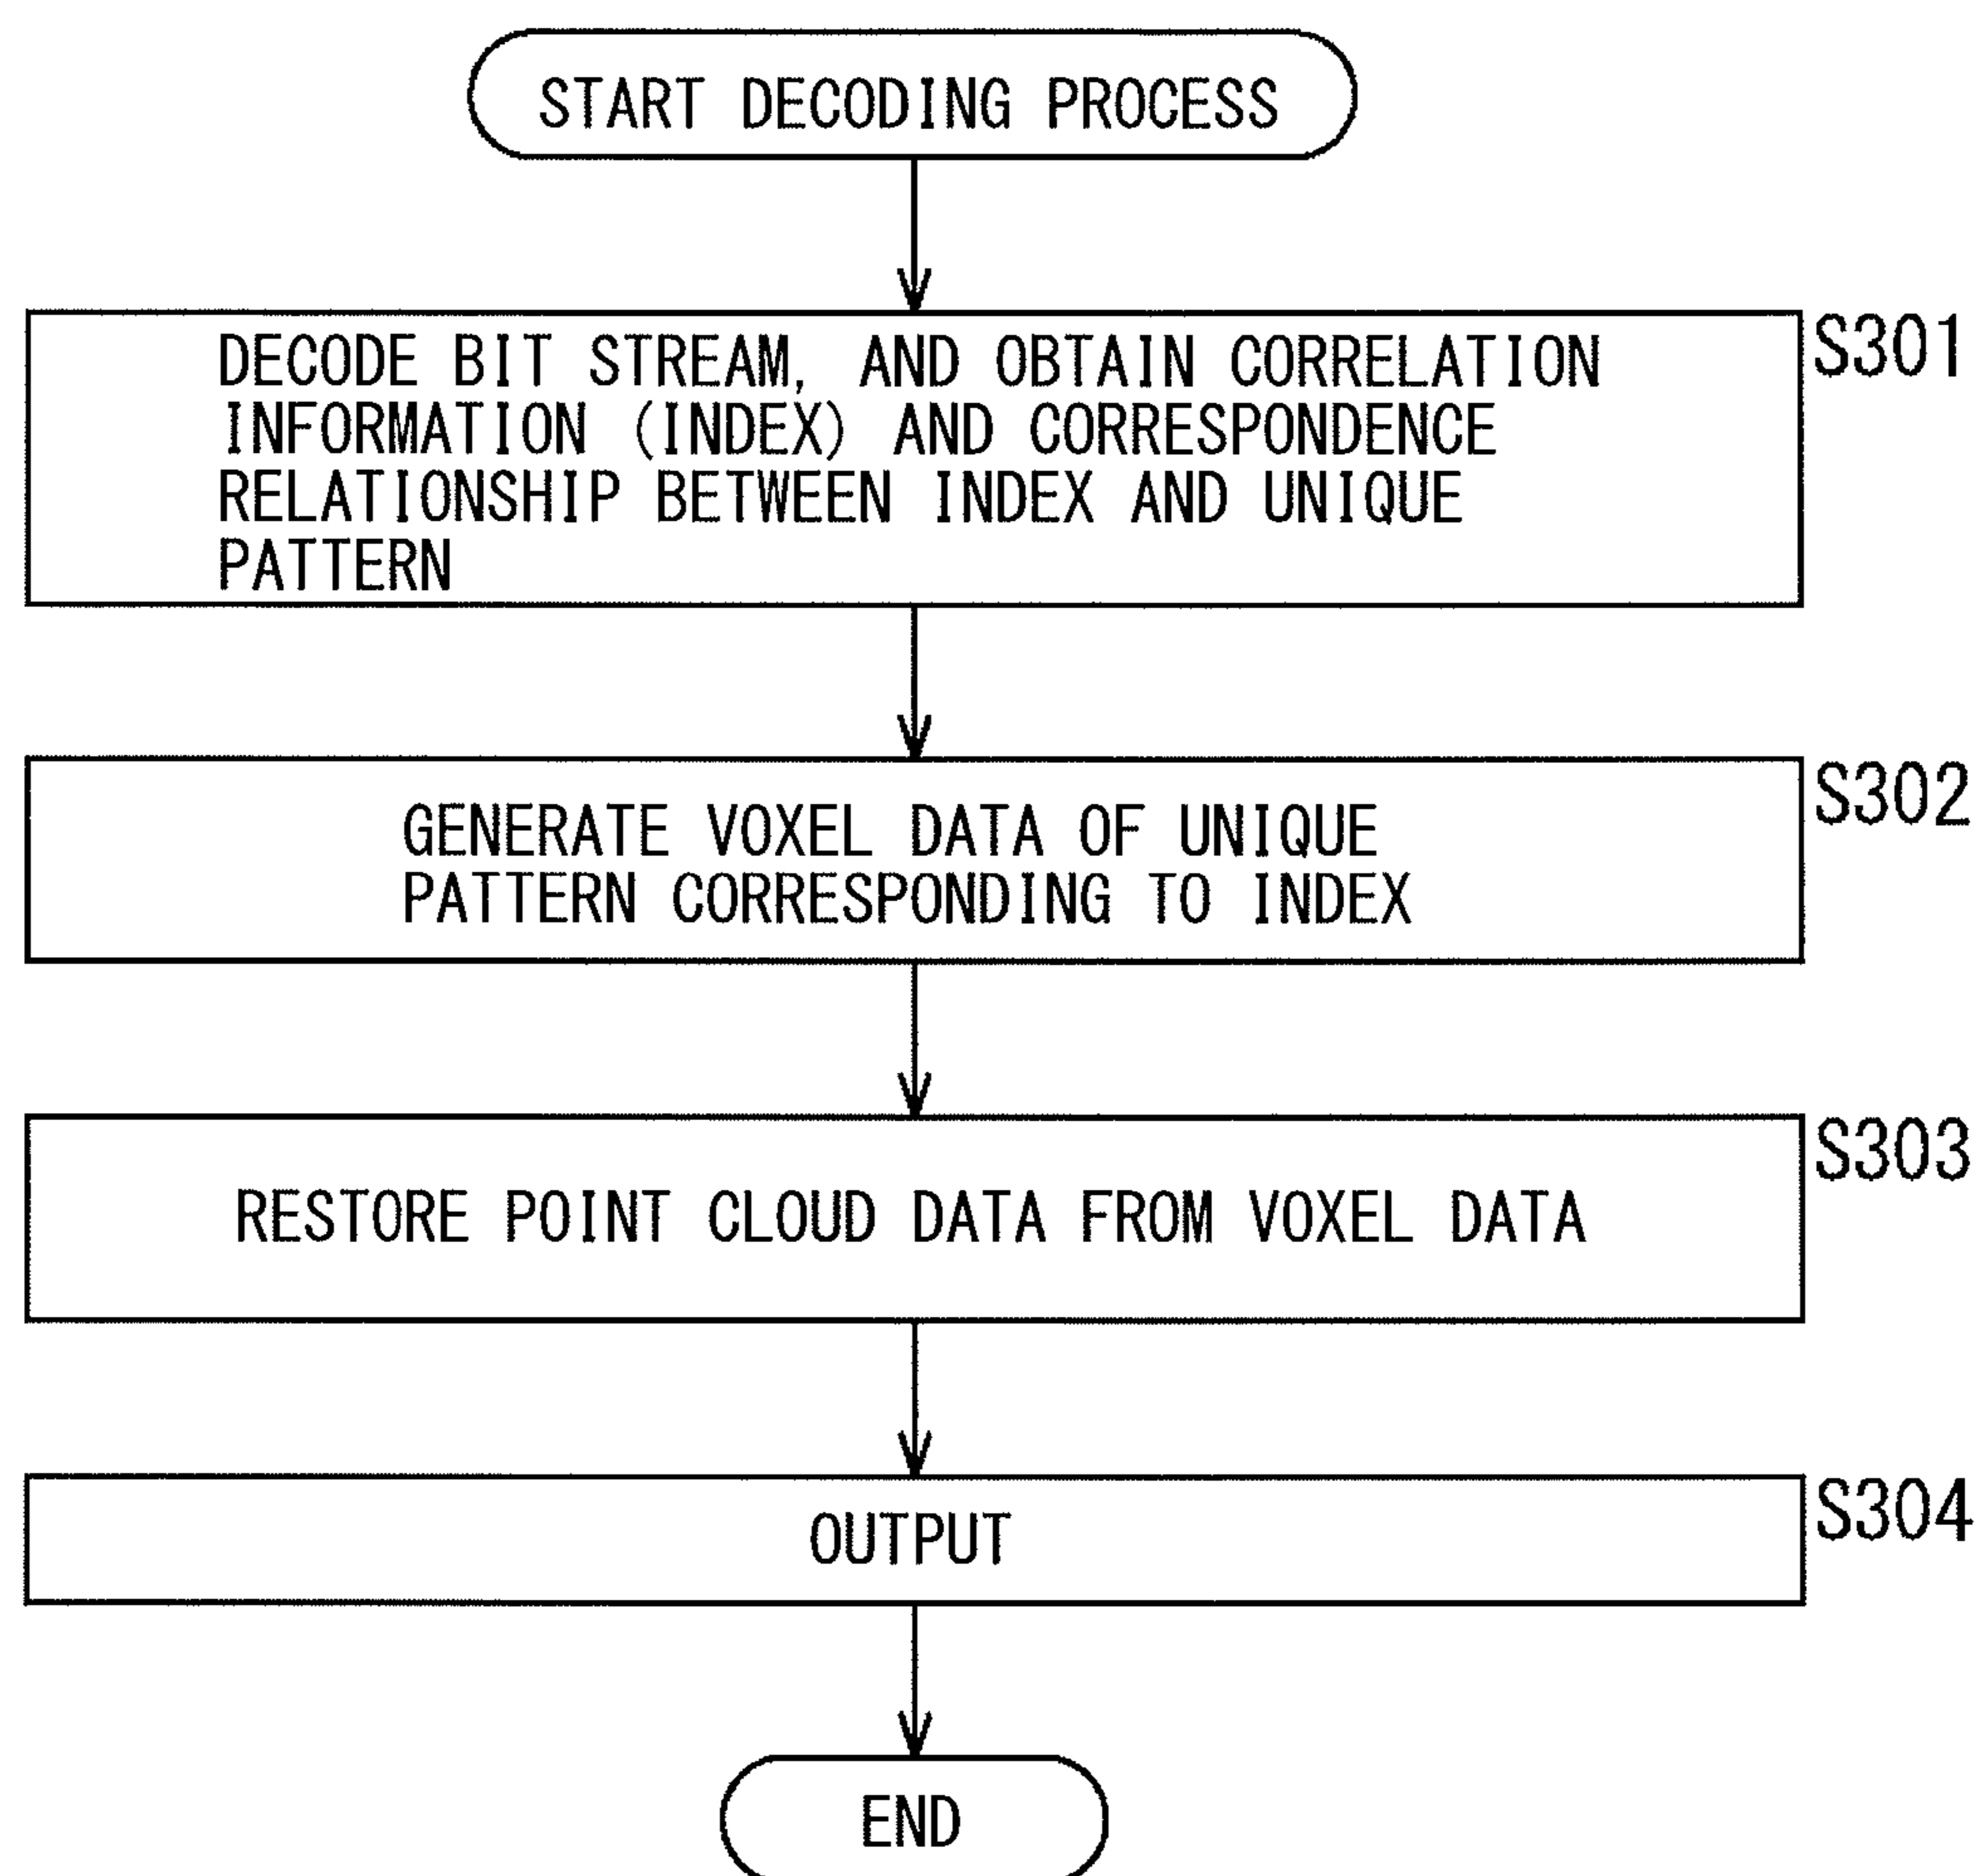 START DECODING PROCESS
DECODE BIT STREAM, AND OBTAIN CORRELATION
INFORMATION (INDEX) AND CORRESPONDENCE
RELATIONSHIP BETWEEN INDEX AND UNIQUE
PATTERN
S301
GENERATE VOXEL DATA OF UNIQUE
PATTERN CORRESPONDING TO INDEX
S302
RESTORE POINT CLOUD DATA FROM VOXEL DATA
S303
OUTPUT
S304
END